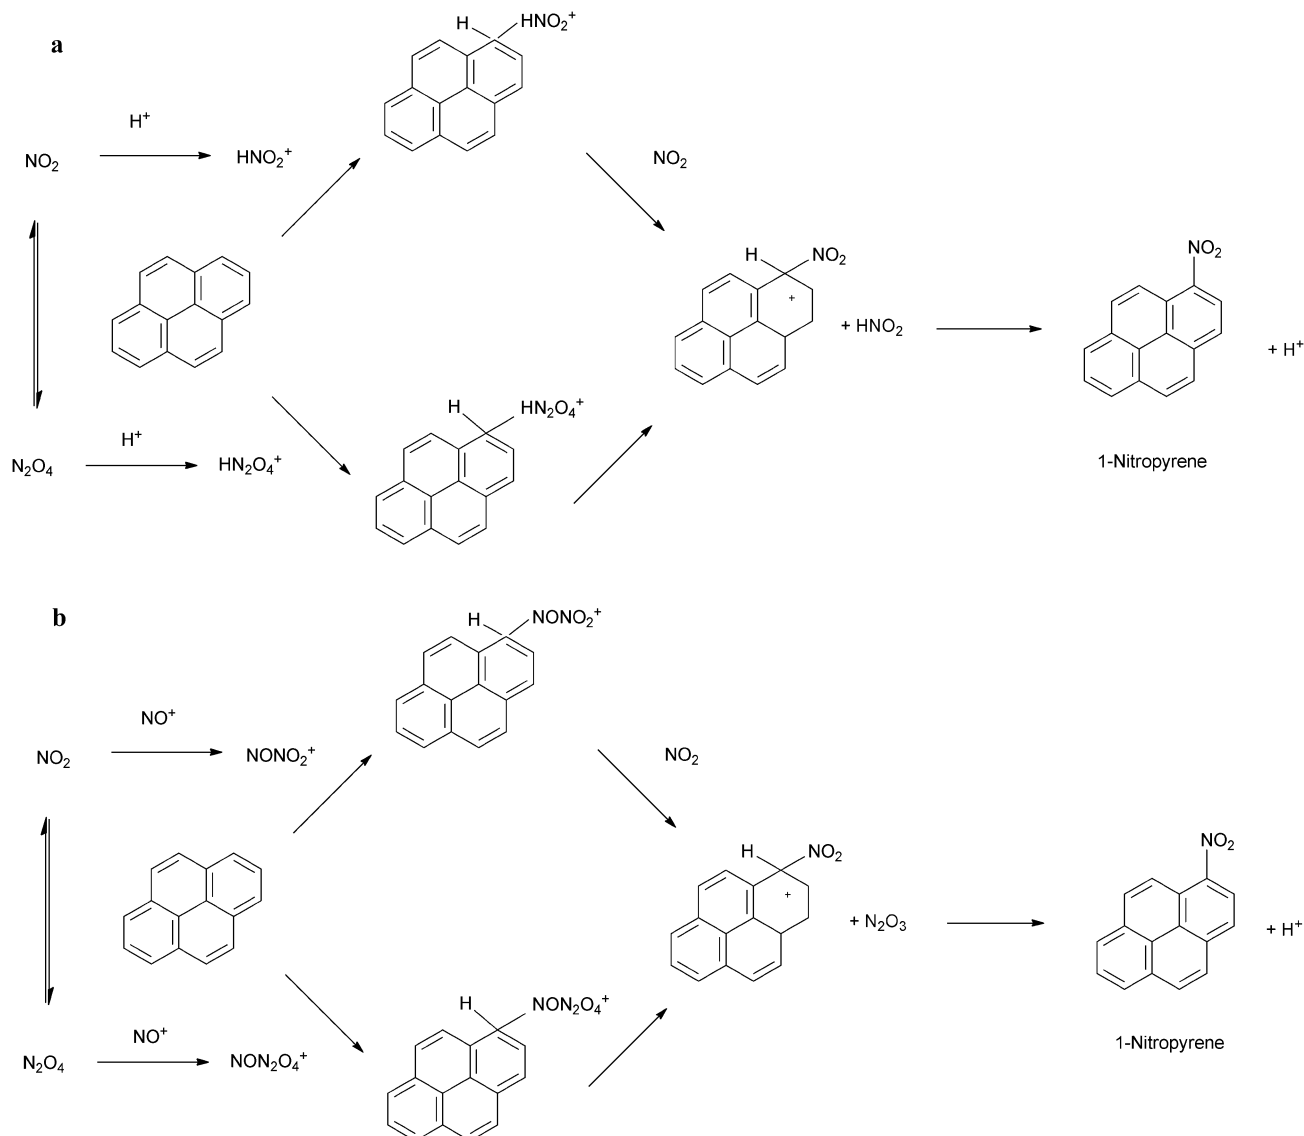 a
H
HNO₂⁺
H⁺
NO₂
HNO₂⁺
NO₂
H
NO₂
+ HNO₂
NO₂
+
+ H⁺
H
HN₂O₄⁺
H⁺
N₂O₄
HN₂O₄⁺
1-Nitropyrene
b
H
NONO₂⁺
NO⁺
NO₂
NONO₂⁺
NO₂
H
NO₂
+
+ N₂O₃
NO₂
+ H⁺
H
NON₂O₄⁺
NO⁺
N₂O₄
NON₂O₄⁺
1-Nitropyrene